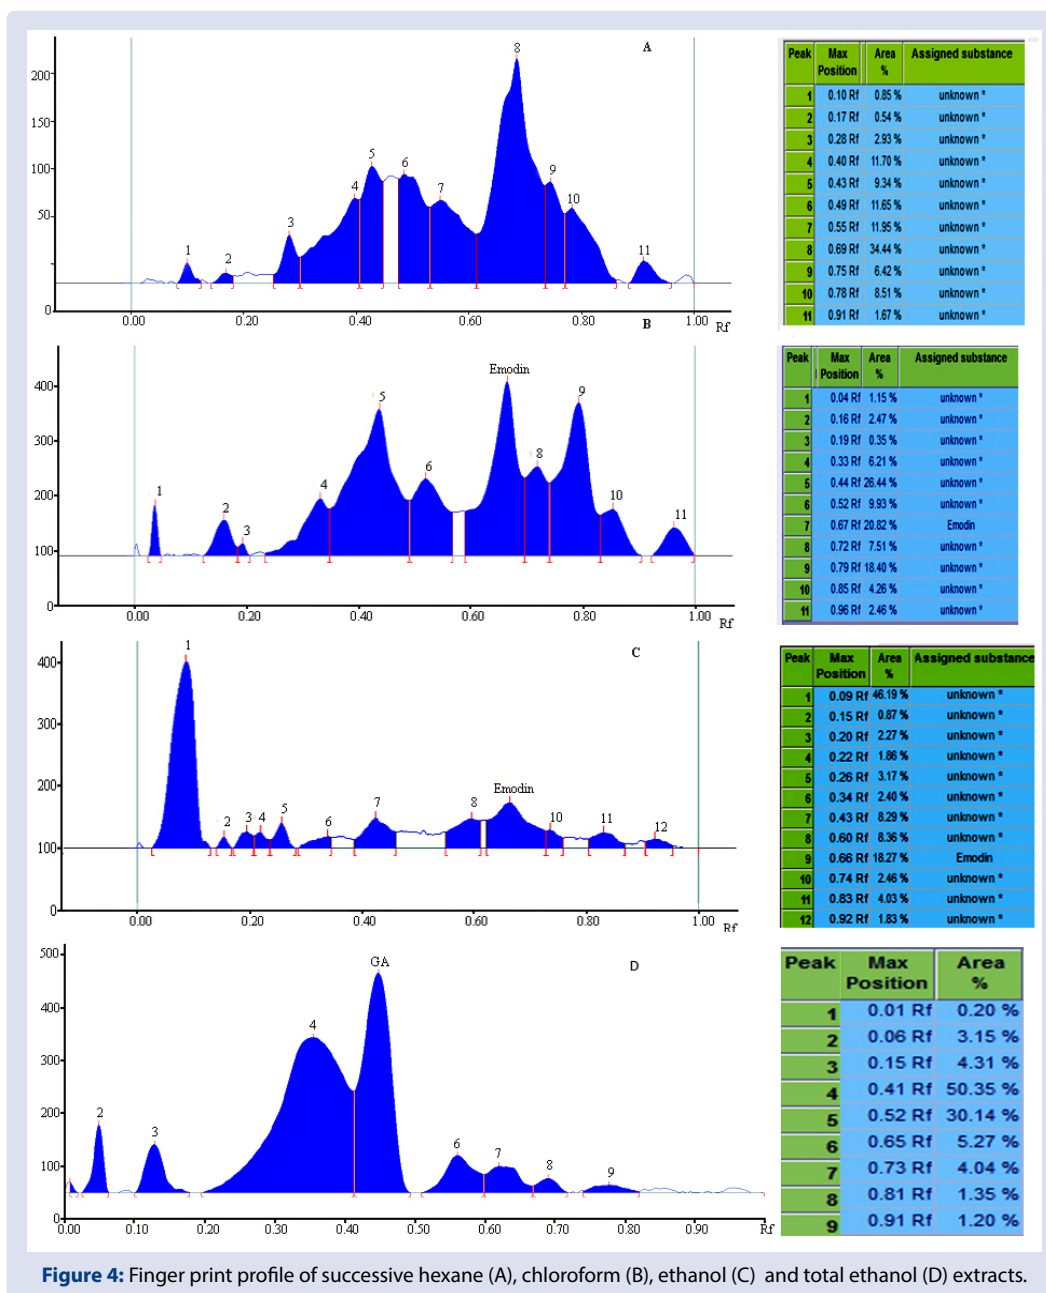 A
200
150
100
50
0
1
2
3
4
5
6
7
8
9
10
11
0.00 0.20 0.40 0.60 0.80 1.00
Rf
Peak Max Position Area % Assigned substance
1 0.10 Rf 0.85 % unknown *
2 0.17 Rf 0.54 % unknown *
3 0.28 Rf 2.93 % unknown *
4 0.40 Rf 11.70 % unknown *
5 0.43 Rf 9.34 % unknown *
6 0.49 Rf 11.65 % unknown *
7 0.55 Rf 11.95 % unknown *
8 0.69 Rf 34.44 % unknown *
9 0.75 Rf 6.42 % unknown *
10 0.78 Rf 8.51 % unknown *
11 0.91 Rf 1.67 % unknown *
B
400
300
200
100
0
1
2
3
4
5
6
Emodin
8
9
10
11
0.00 0.20 0.40 0.60 0.80 1.00
Rf
Peak Max Position Area % Assigned substance
1 0.04 Rf 1.15 % unknown *
2 0.16 Rf 2.47 % unknown *
3 0.19 Rf 0.35 % unknown *
4 0.33 Rf 6.21 % unknown *
5 0.44 Rf 26.44 % unknown *
6 0.52 Rf 9.93 % unknown *
7 0.67 Rf 20.82 % Emodin
8 0.72 Rf 7.51 % unknown *
9 0.79 Rf 18.40 % unknown *
10 0.85 Rf 4.26 % unknown *
11 0.96 Rf 2.46 % unknown *
C
400
300
200
100
0
1
2
3
4
5
6
7
8
Emodin
10
11
12
0.00 0.20 0.40 0.60 0.80 1.00
Rf
Peak Max Position Area % Assigned substance
1 0.09 Rf 46.19 % unknown *
2 0.15 Rf 0.87 % unknown *
3 0.20 Rf 2.27 % unknown *
4 0.22 Rf 1.86 % unknown *
5 0.26 Rf 3.17 % unknown *
6 0.34 Rf 2.40 % unknown *
7 0.43 Rf 8.29 % unknown *
8 0.60 Rf 8.36 % unknown *
9 0.66 Rf 18.27 % Emodin
10 0.74 Rf 2.46 % unknown *
11 0.83 Rf 4.03 % unknown *
12 0.92 Rf 1.83 % unknown *
D
500
400
300
200
100
0
2
3
4
GA
6
7
8
9
0.00 0.10 0.20 0.30 0.40 0.50 0.60 0.70 0.80 0.90
Rf
Peak Max Position Area %
1 0.01 Rf 0.20 %
2 0.06 Rf 3.15 %
3 0.15 Rf 4.31 %
4 0.41 Rf 50.35 %
5 0.52 Rf 30.14 %
6 0.65 Rf 5.27 %
7 0.73 Rf 4.04 %
8 0.81 Rf 1.35 %
9 0.91 Rf 1.20 %
Figure 4: Finger print profile of successive hexane (A), chloroform (B), ethanol (C) and total ethanol (D) extracts.